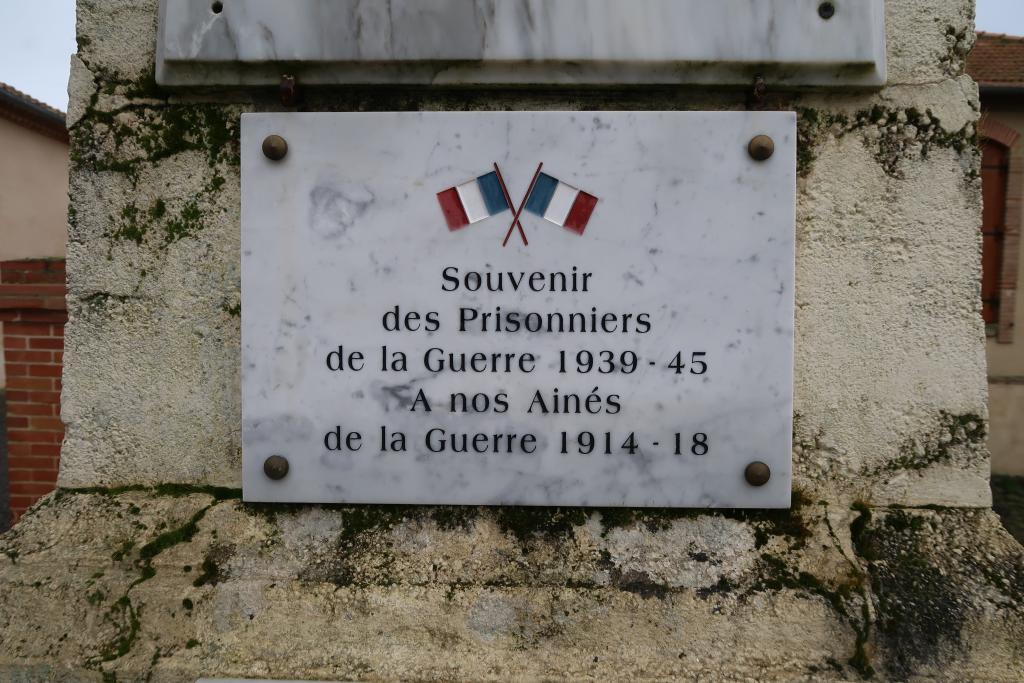 Souvenir
des Prisonniers
de la Guerre 1939 - 45
A nos Ainés
de la Guerre 1914 - 18